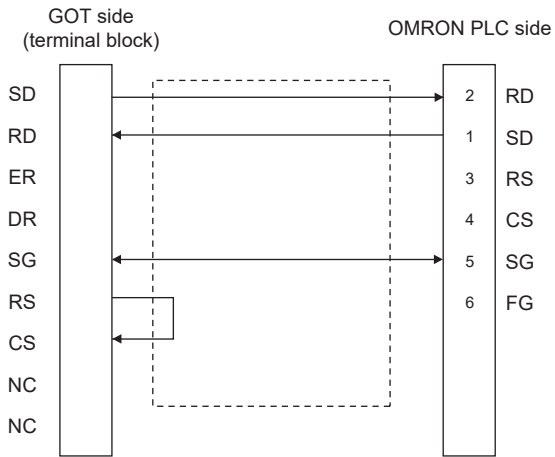 GOT side
(terminal block)
OMRON PLC side
SD 2 RD
RD 1 SD
ER 3 RS
DR 4 CS
SG 5 SG
RS 6 FG
CS
NC
NC